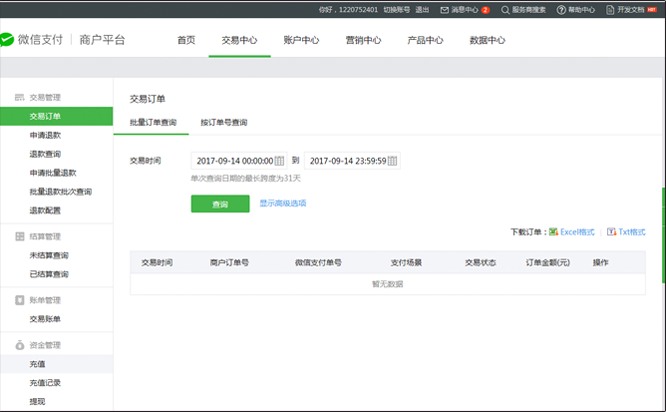 你好，1220752401 切换账号 退出 消息中心 2 服务商搜索 帮助中心 开发文档 HOT
微信支付 商户平台 首页 交易中心 账户中心 营销中心 产品中心 数据中心
交易管理
交易订单
申请退款
退款查询
申请批量退款
批量退款批次查询
退款配置
结算管理
未结算查询
已结算查询
账单管理
交易账单
资金管理
充值
充值记录
提现
交易订单
批量订单查询 按订单号查询
交易时间 2017-09-14 00:00:00 到 2017-09-14 23:59:59
单次查询日期的最长跨度为31天
查询 显示高级选项
下载订单： Excel格式 | Txt格式
交易时间 商户订单号 微信支付单号 支付场景 交易状态 订单金额(元) 操作
暂无数据